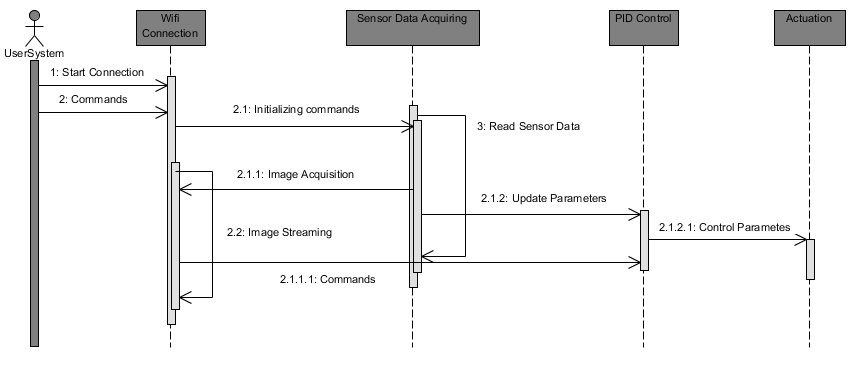 Wifi
Connection
Sensor Data Acquiring
PID Control
Actuation
UserSystem
1: Start Connection
2: Commands
2.1: Initializing commands
3: Read Sensor Data
2.1.1: Image Acquisition
2.1.2: Update Parameters
2.1.2.1: Control Parametes
2.2: Image Streaming
2.1.1.1: Commands